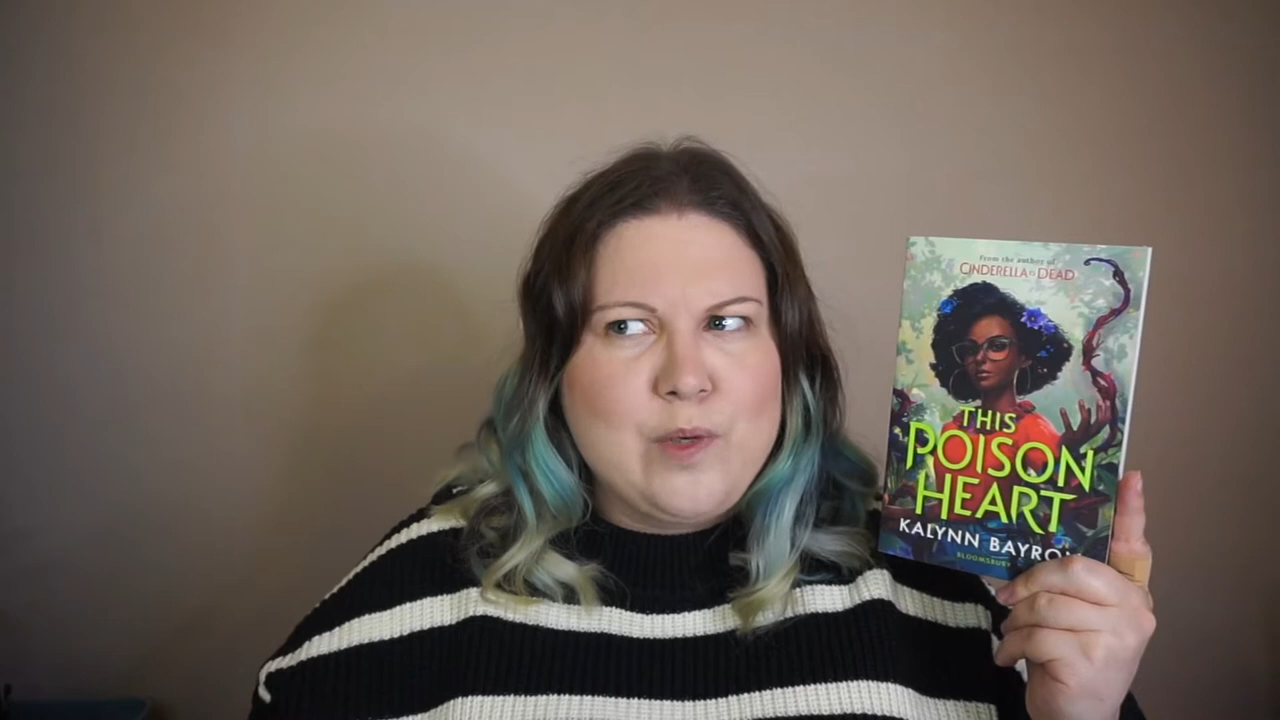 from the author of
CINDERELLA IS DEAD
THIS
POISON
HEART
KALYNN BAYRON
BLOOMSBURY